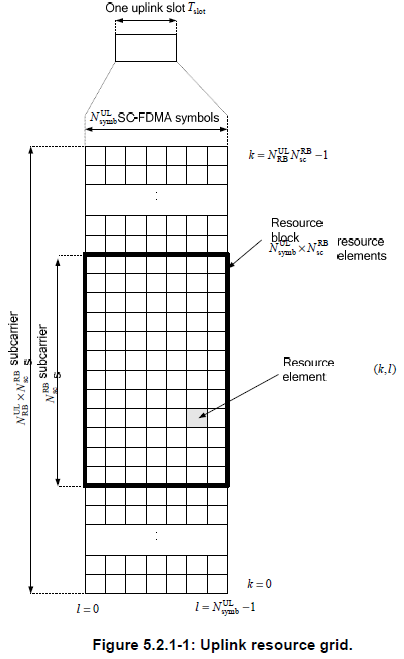 One uplink slot T_slot
N_symb^UL SC-FDMA symbols
k = N_RB^UL N_sc^RB − 1
:
Resource
block
N_symb^UL × N_sc^RB resource
elements
N_RB^UL × N_sc^RB subcarrier
s
N_sc^RB subcarrier
s
Resource
element
(k,l)
:
k = 0
l = 0
l = N_symb^UL − 1
Figure 5.2.1-1: Uplink resource grid.